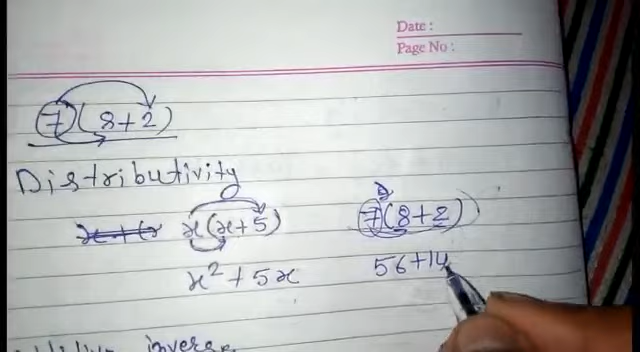 Date :
Page No :
7(8+2)
Distributivity
x(x+5) 7(8+2)
x² + 5x 56+14
inverse